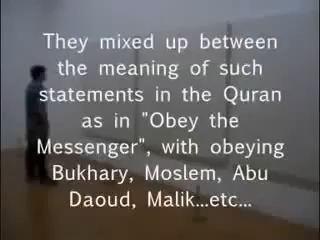 They mixed up between
the meaning of such
statements in the Quran
as in "Obey the
Messenger", with obeying
Bukhary, Moslem, Abu
Daoud, Malik...etc...